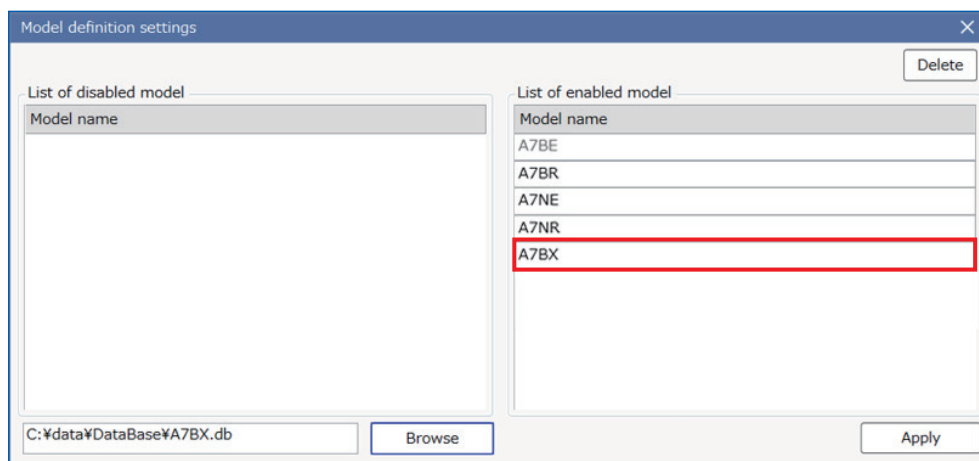 Model definition settings
Delete
List of disabled model
Model name
List of enabled model
Model name
A7BE
A7BR
A7NE
A7NR
A7BX
C:¥data¥DataBase¥A7BX.db
Browse
Apply